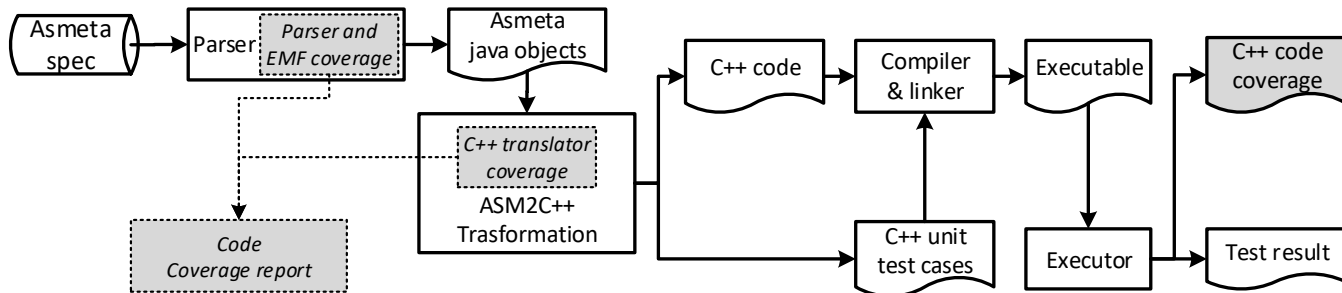 Asmeta
spec
Parser
Parser and
EMF coverage
Asmeta
java objects
C++ translator
coverage
ASM2C++
Trasformation
Code
Coverage report
C++ code
Compiler
& linker
Executable
C++ code
coverage
C++ unit
test cases
Executor
Test result